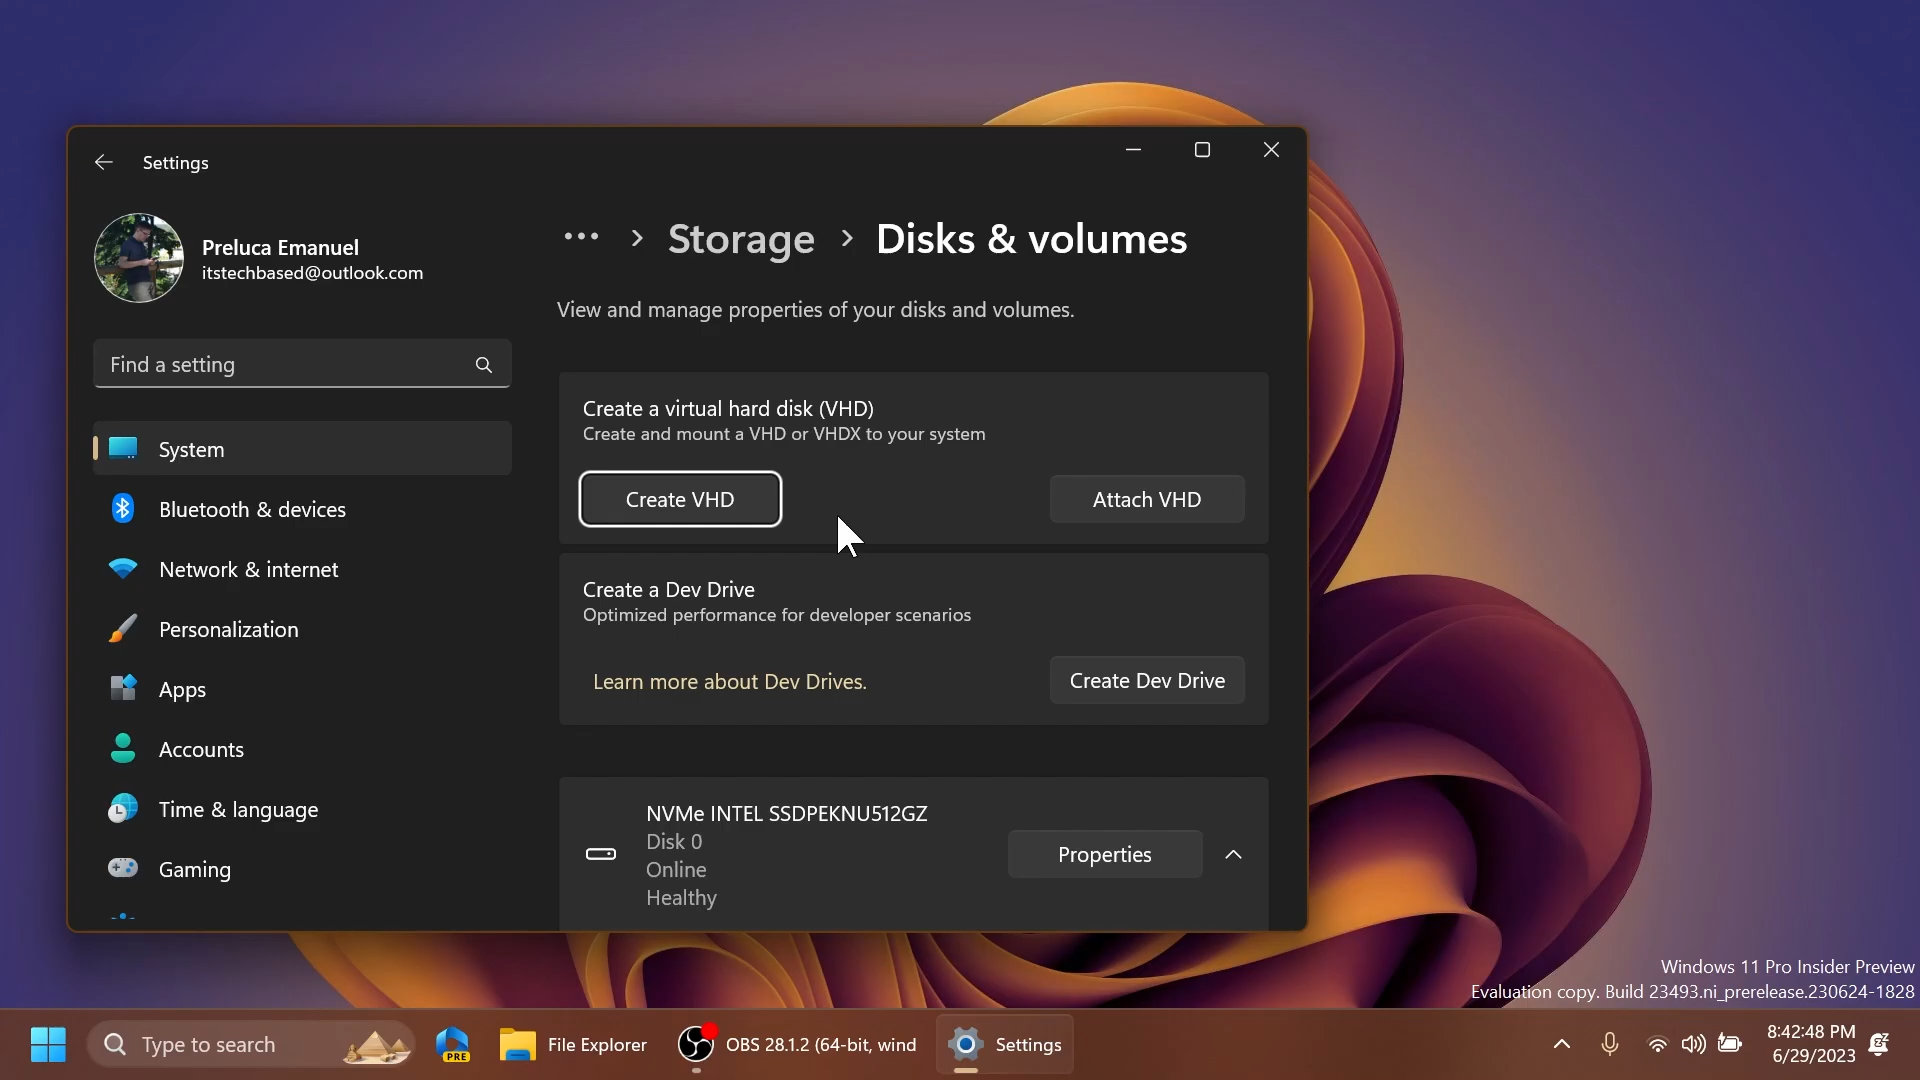 Settings
Preluca Emanuel
itstechbased@outlook.com
Find a setting
System
Bluetooth & devices
Network & internet
Personalization
Apps
Accounts
Time & language
Gaming
••• > Storage > Disks & volumes
View and manage properties of your disks and volumes.
Create a virtual hard disk (VHD)
Create and mount a VHD or VHDX to your system
Create VHD
Attach VHD
Create a Dev Drive
Optimized performance for developer scenarios
Learn more about Dev Drives.
Create Dev Drive
NVMe INTEL SSDPEKNU512GZ
Disk 0
Online
Healthy
Properties
Windows 11 Pro Insider Preview
Evaluation copy. Build 23493.ni_prerelease.230624-1828
Type to search
PRE
File Explorer
OBS 28.1.2 (64-bit, wind
Settings
8:42:48 PM
6/29/2023